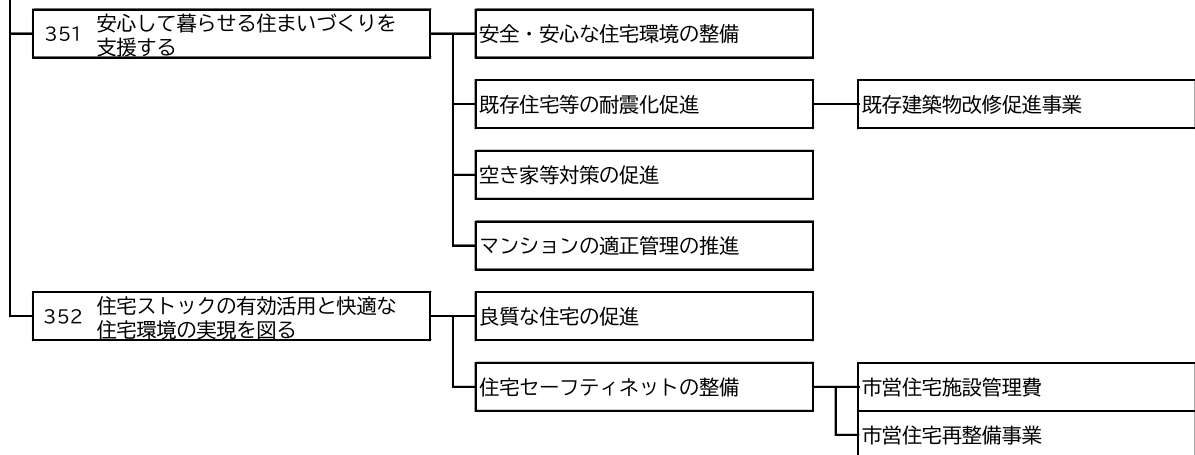 351 安心して暮らせる住まいづくりを
支援する
安全・安心な住宅環境の整備
既存住宅等の耐震化促進
既存建築物改修促進事業
空き家等対策の促進
マンションの適正管理の推進
352 住宅ストックの有効活用と快適な
住宅環境の実現を図る
良質な住宅の促進
住宅セーフティネットの整備
市営住宅施設管理費
市営住宅再整備事業